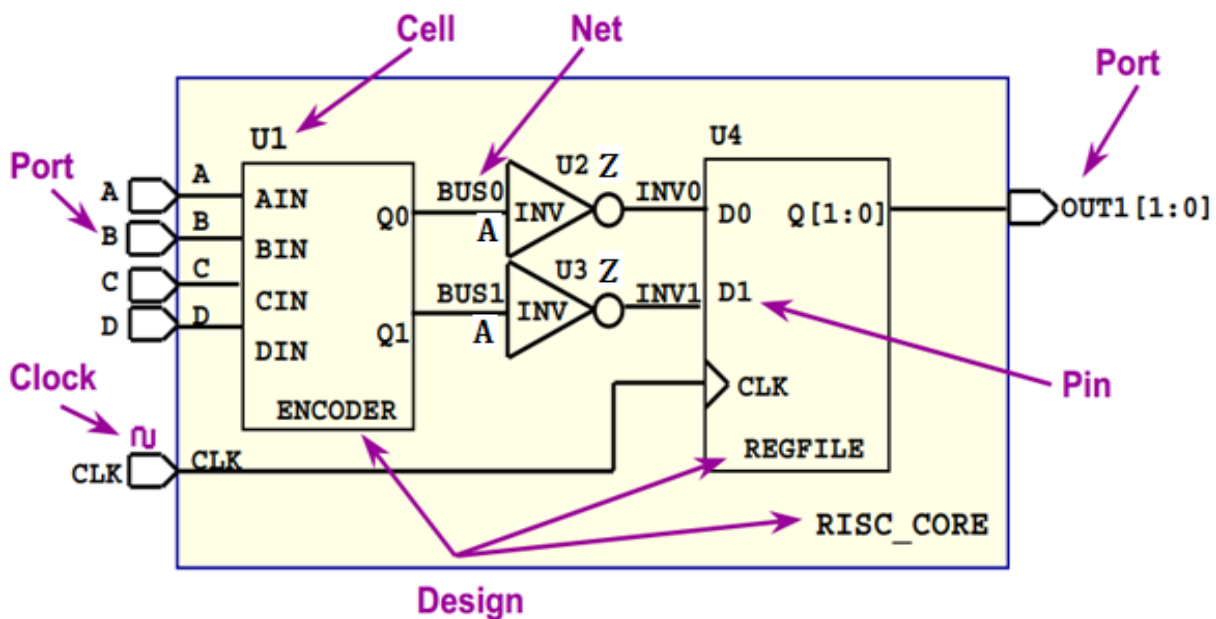 Cell
Net
Port
U1
U4
Port
U2 Z
A
A
AIN
BUS0
INV
INV0
D0
Q[1:0]
OUT1[1:0]
B
B
BIN
Q0
A
C
C
CIN
U3 Z
BUS1
INV
INV1
D1
D
D
DIN
Q1
A
Clock
CLK
Pin
ENCODER
CLK
CLK
REGFILE
RISC_CORE
Design